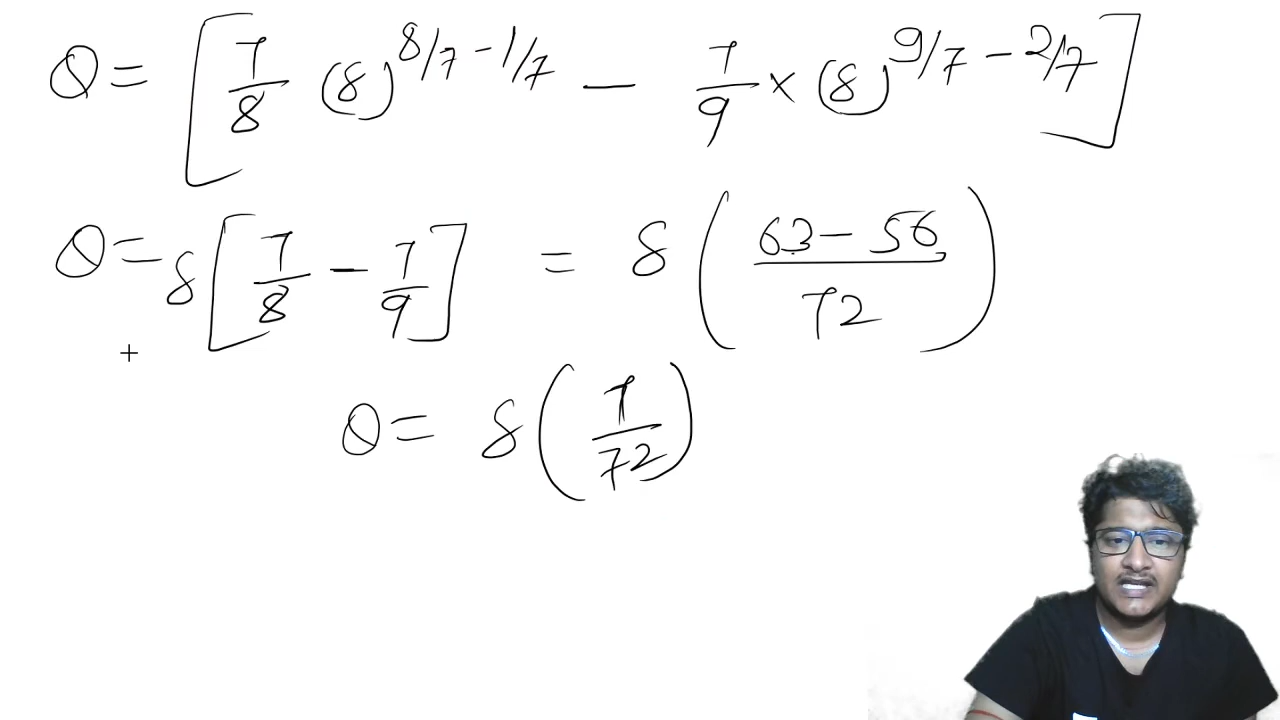 Q = [ 7/8 (8)^{8/7 - 1/7} - 7/9 × (8)^{9/7 - 2/7} ]
Q = 8 [ 7/8 - 7/9 ] = 8 ( 63 - 56 / 72 )
Q = 8 ( 7/72 )